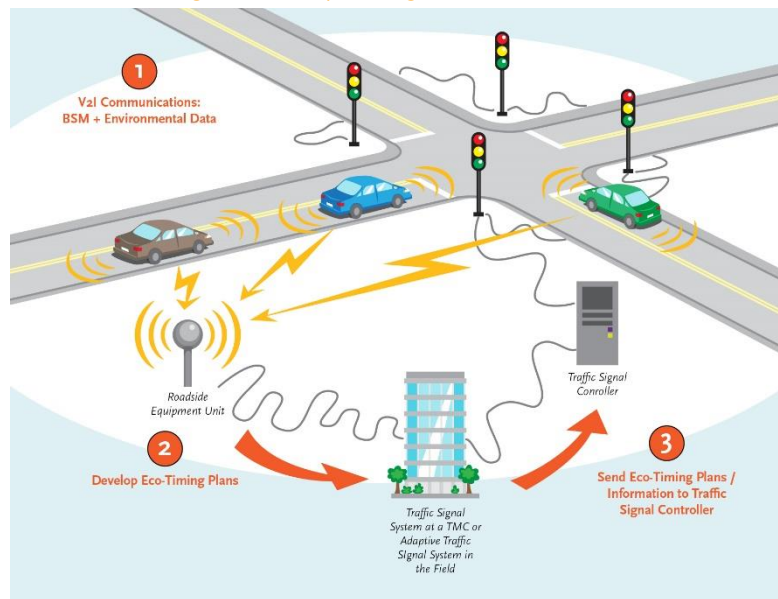 1
V2I Communications:
BSM + Environmental Data
Roadside
Equipment Unit
2
Develop Eco-Timing Plans
Traffic Signal
System at a TMC or
Adaptive Traffic
SIgnal System in
the Field
Traffic Signal
Conroller
3
Send Eco-Timing Plans /
Information to Traffic
Signal Controller